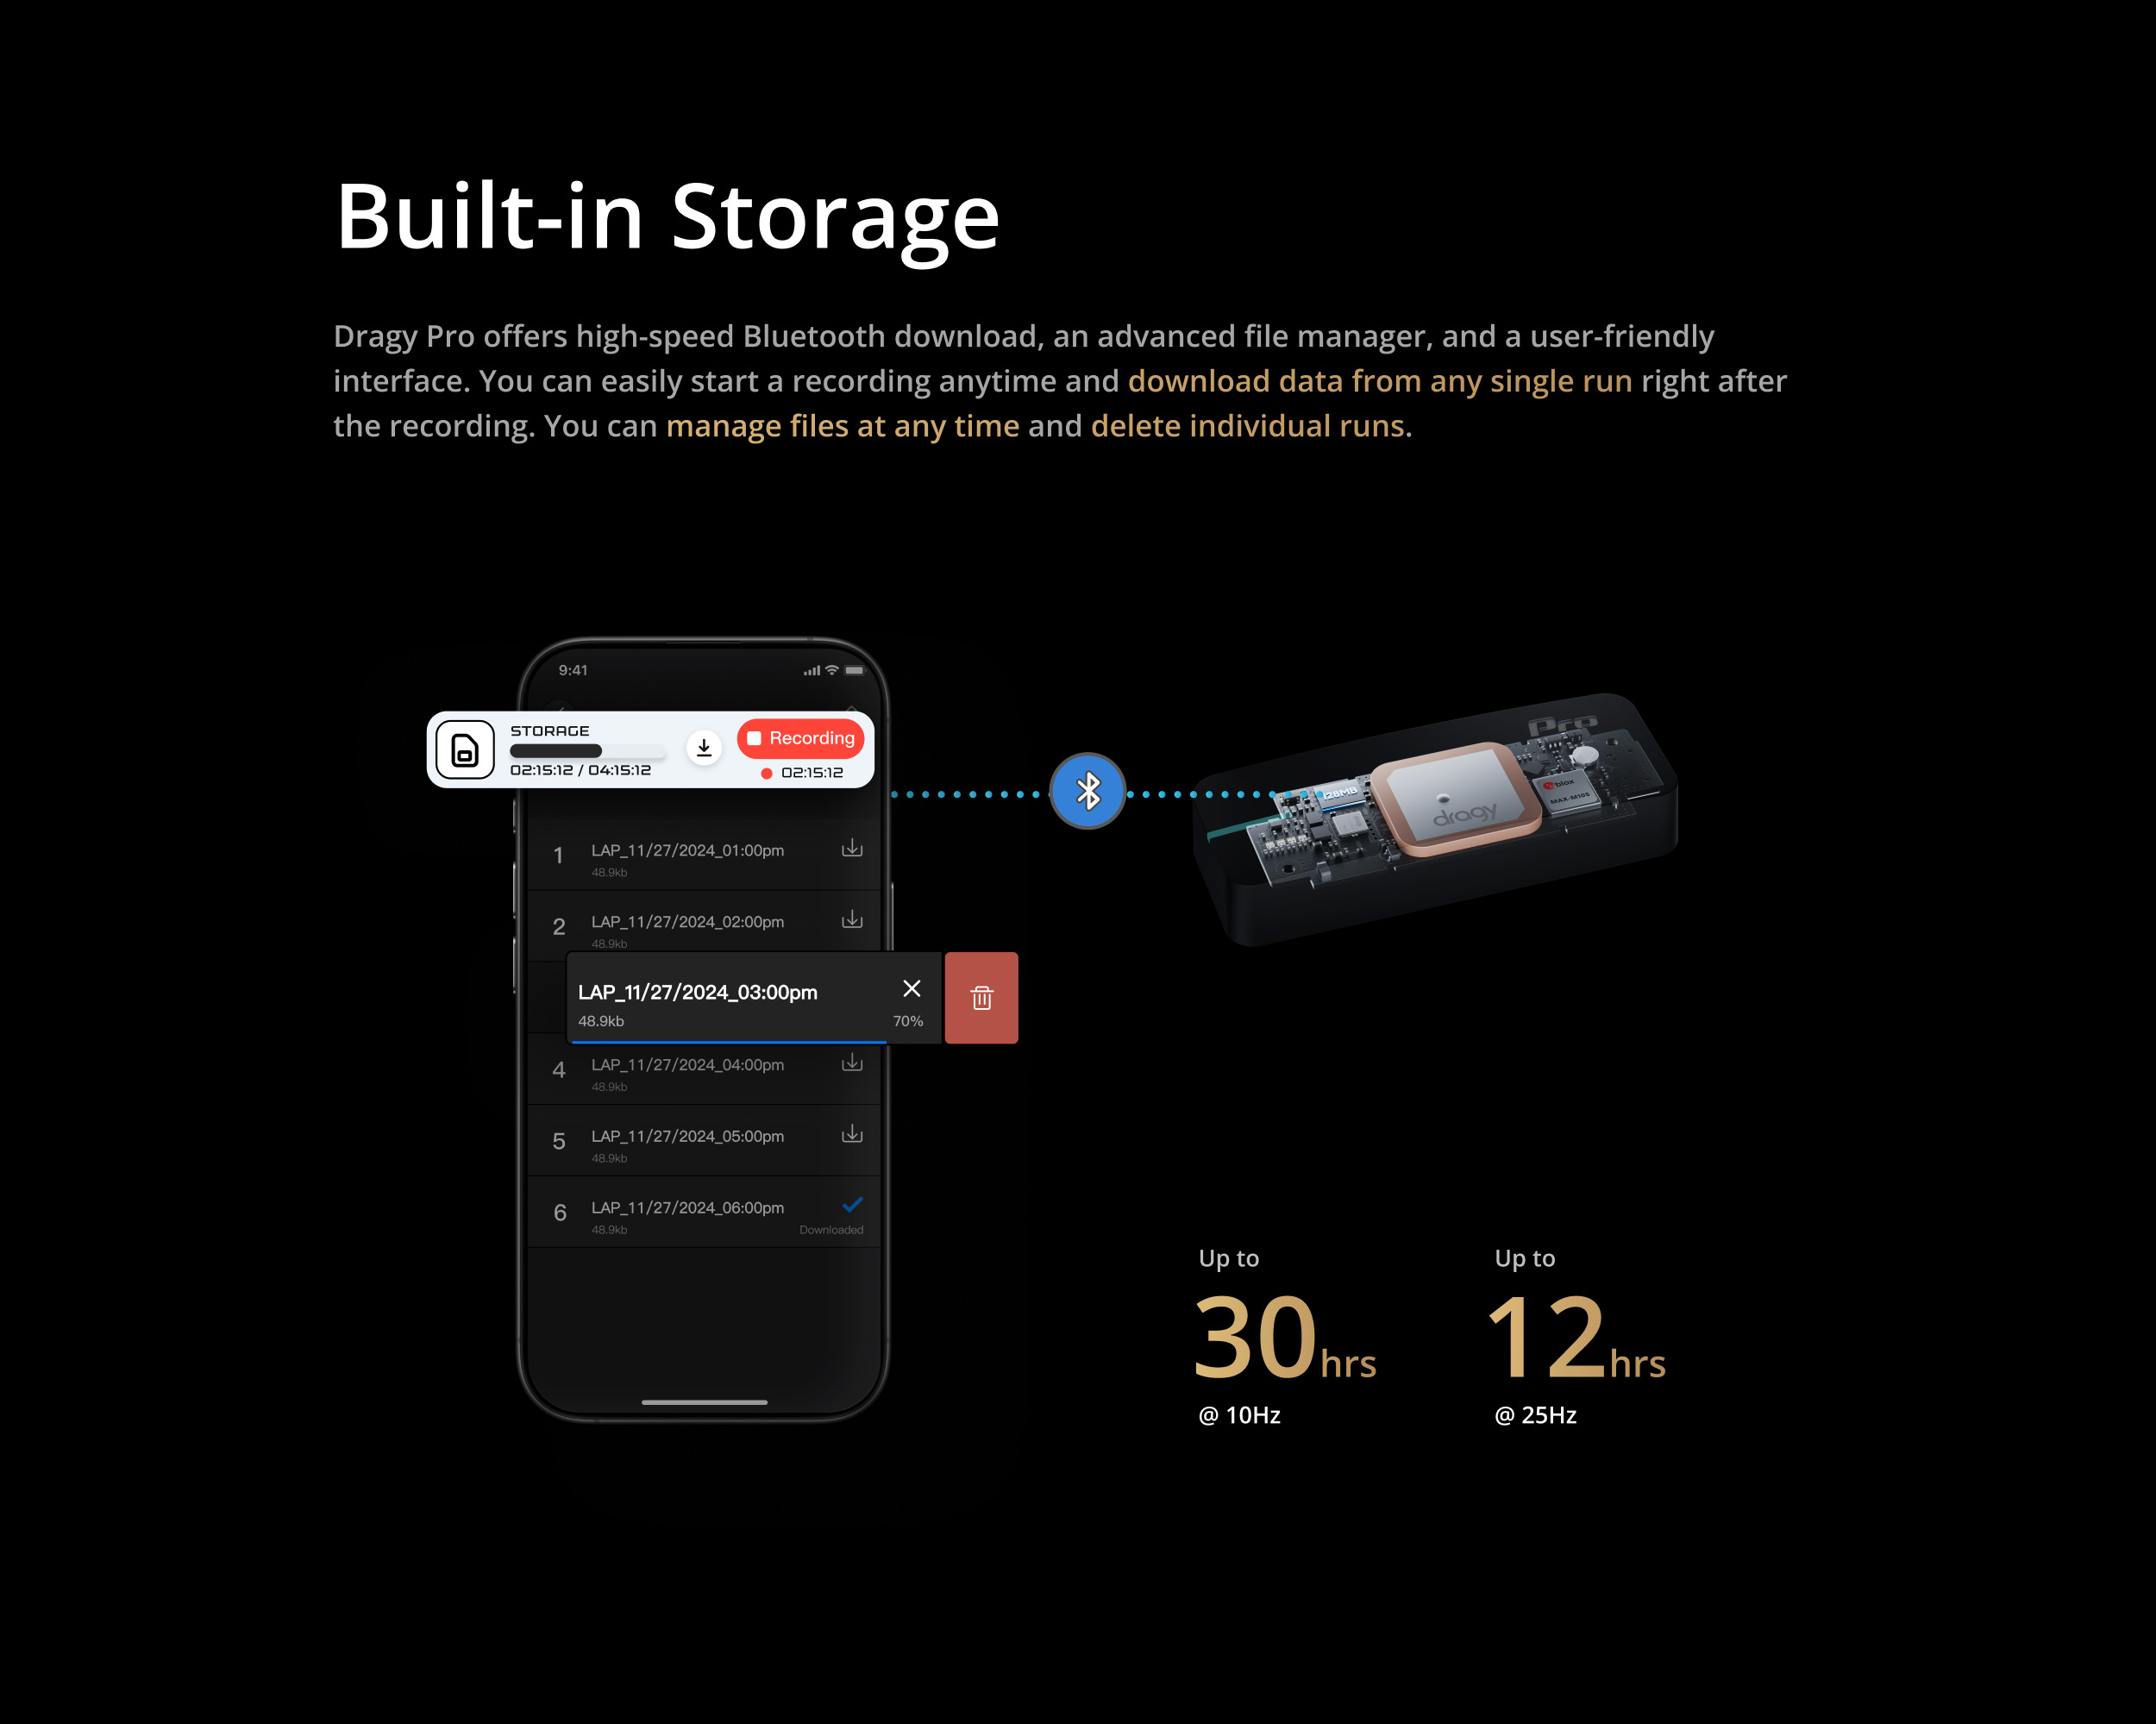 Built-in Storage
Dragy Pro offers high-speed Bluetooth download, an advanced file manager, and a user-friendly
interface. You can easily start a recording anytime and download data from any single run right after
the recording. You can manage files at any time and delete individual runs.
9:41
STORAGE
02:15:12 / 04:15:12
Recording
02:15:12
1
LAP_11/27/2024_01:00pm
48.9kb
2
LAP_11/27/2024_02:00pm
48.9kb
LAP_11/27/2024_03:00pm
48.9kb
70%
4
LAP_11/27/2024_04:00pm
48.9kb
5
LAP_11/27/2024_05:00pm
48.9kb
6
LAP_11/27/2024_06:00pm
48.9kb
Downloaded
Pro
128MB
dragy
ublox
MAX-M10S
Up to
30hrs
@ 10Hz
Up to
12hrs
@ 25Hz